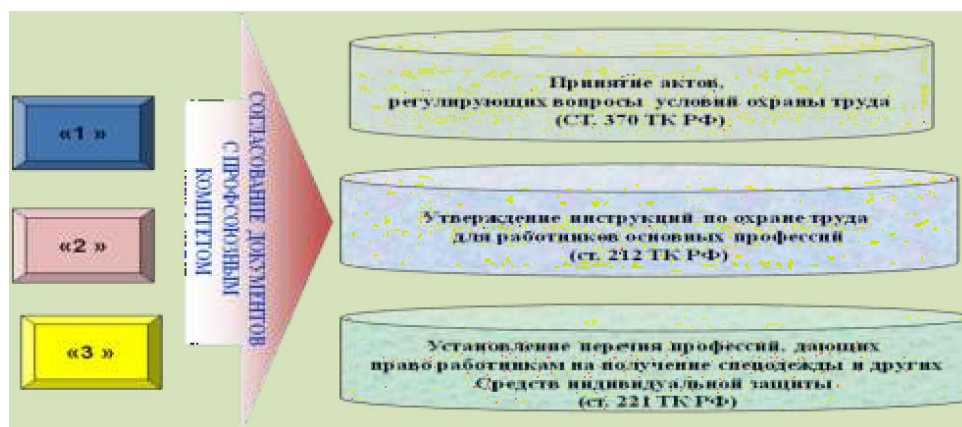 «1 »
«2 »
«3 »
СОГЛАСОВАНИЕ ДОКУМЕНТОВ
С ПРОФСОЮЗНЫМ
КОМИТЕТОМ
Принятие актов,
регулирующих вопросы условий охраны труда
(СТ. 370 ТК РФ)
Утверждение инструкций по охране труда
для работников основных профессий
(ст. 212 ТК РФ)
Установление перечня профессий, дающих
право работникам на получение спецодежды и других
Средств индивидуальной защиты
(ст. 221 ТК РФ)